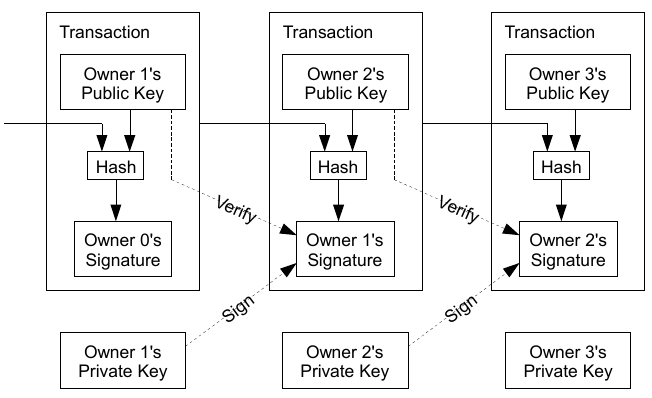 Transaction
Transaction
Transaction
Owner 1's
Public Key
Owner 2's
Public Key
Owner 3's
Public Key
Hash
Hash
Hash
Verify
Verify
Owner 0's
Signature
Owner 1's
Signature
Owner 2's
Signature
Sign
Sign
Owner 1's
Private Key
Owner 2's
Private Key
Owner 3's
Private Key